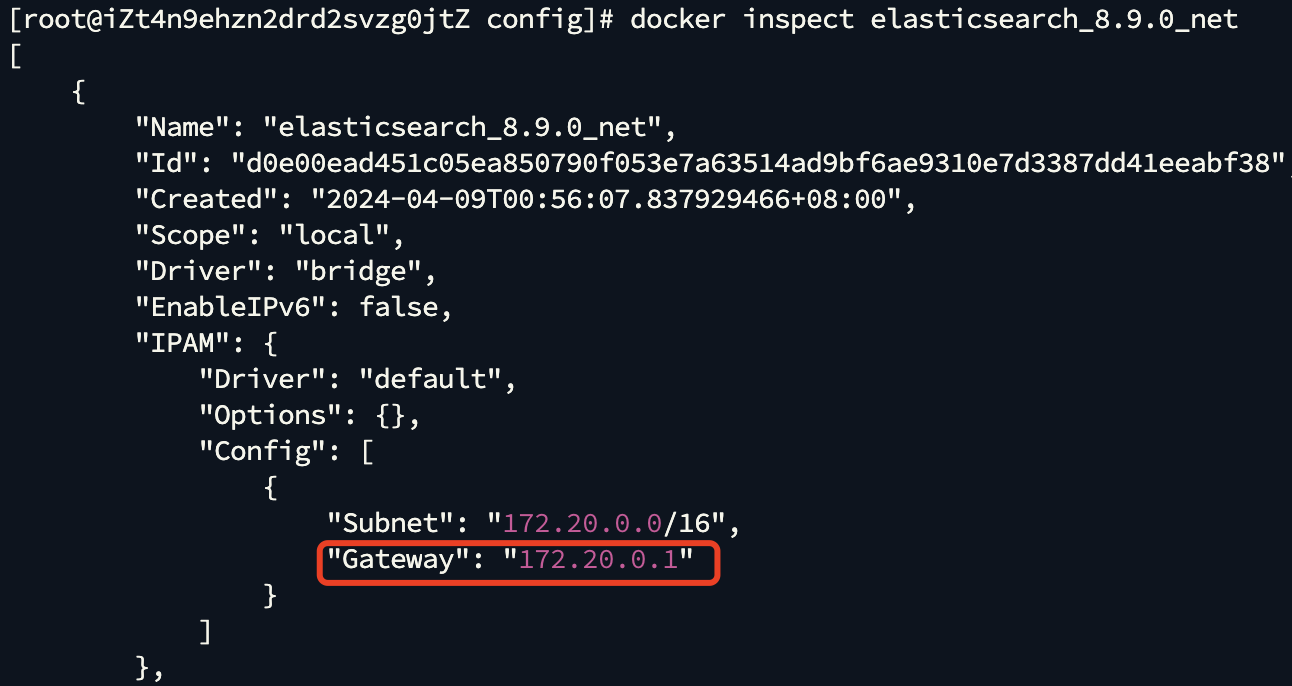 [root@iZt4n9ehzn2drd2svzg0jtZ config]# docker inspect elasticsearch_8.9.0_net
[
    {
        "Name": "elasticsearch_8.9.0_net",
        "Id": "d0e00ead451c05ea850790f053e7a63514ad9bf6ae9310e7d3387dd41eeabf38",
        "Created": "2024-04-09T00:56:07.837929466+08:00",
        "Scope": "local",
        "Driver": "bridge",
        "EnableIPv6": false,
        "IPAM": {
            "Driver": "default",
            "Options": {},
            "Config": [
                {
                    "Subnet": "172.20.0.0/16",
                    "Gateway": "172.20.0.1"
                }
            ]
        },